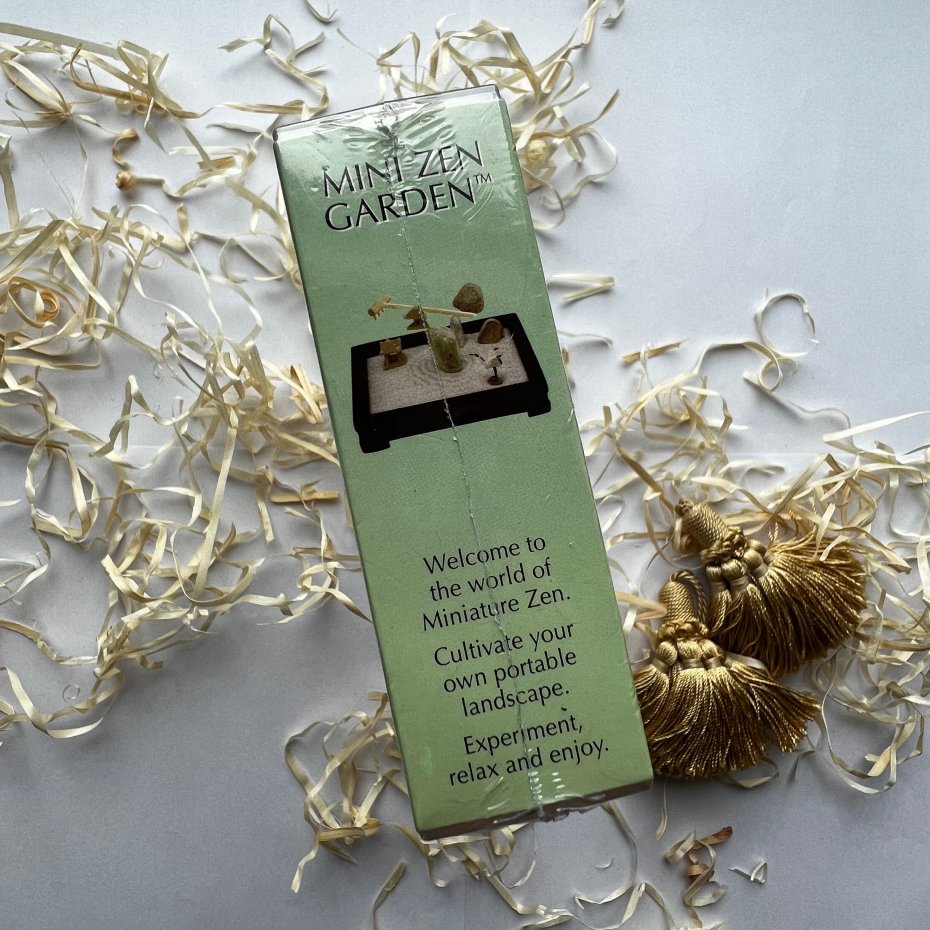 MINI ZEN
GARDEN™
Welcome to
the world of
Miniature Zen.
Cultivate your
own portable
landscape.
Experiment,
relax and enjoy.